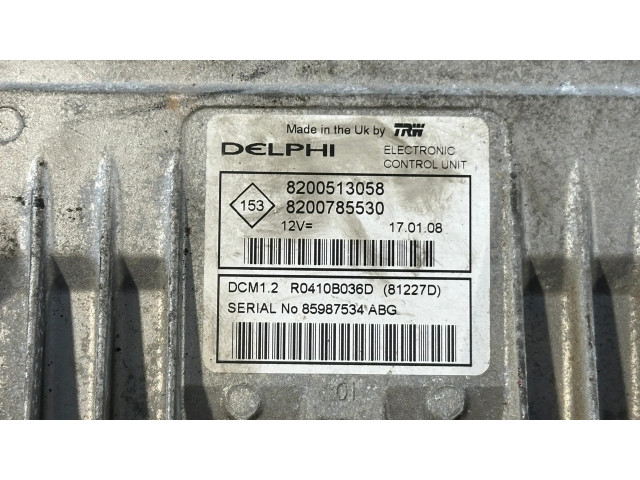 Made in the Uk by TRW
DELPHI
ELECTRONIC
CONTROL UNIT
153
8200513058
8200785530
12V=
17.01.08
DCM1.2 R0410B036D (81227D)
SERIAL No 85987534 ABG
10